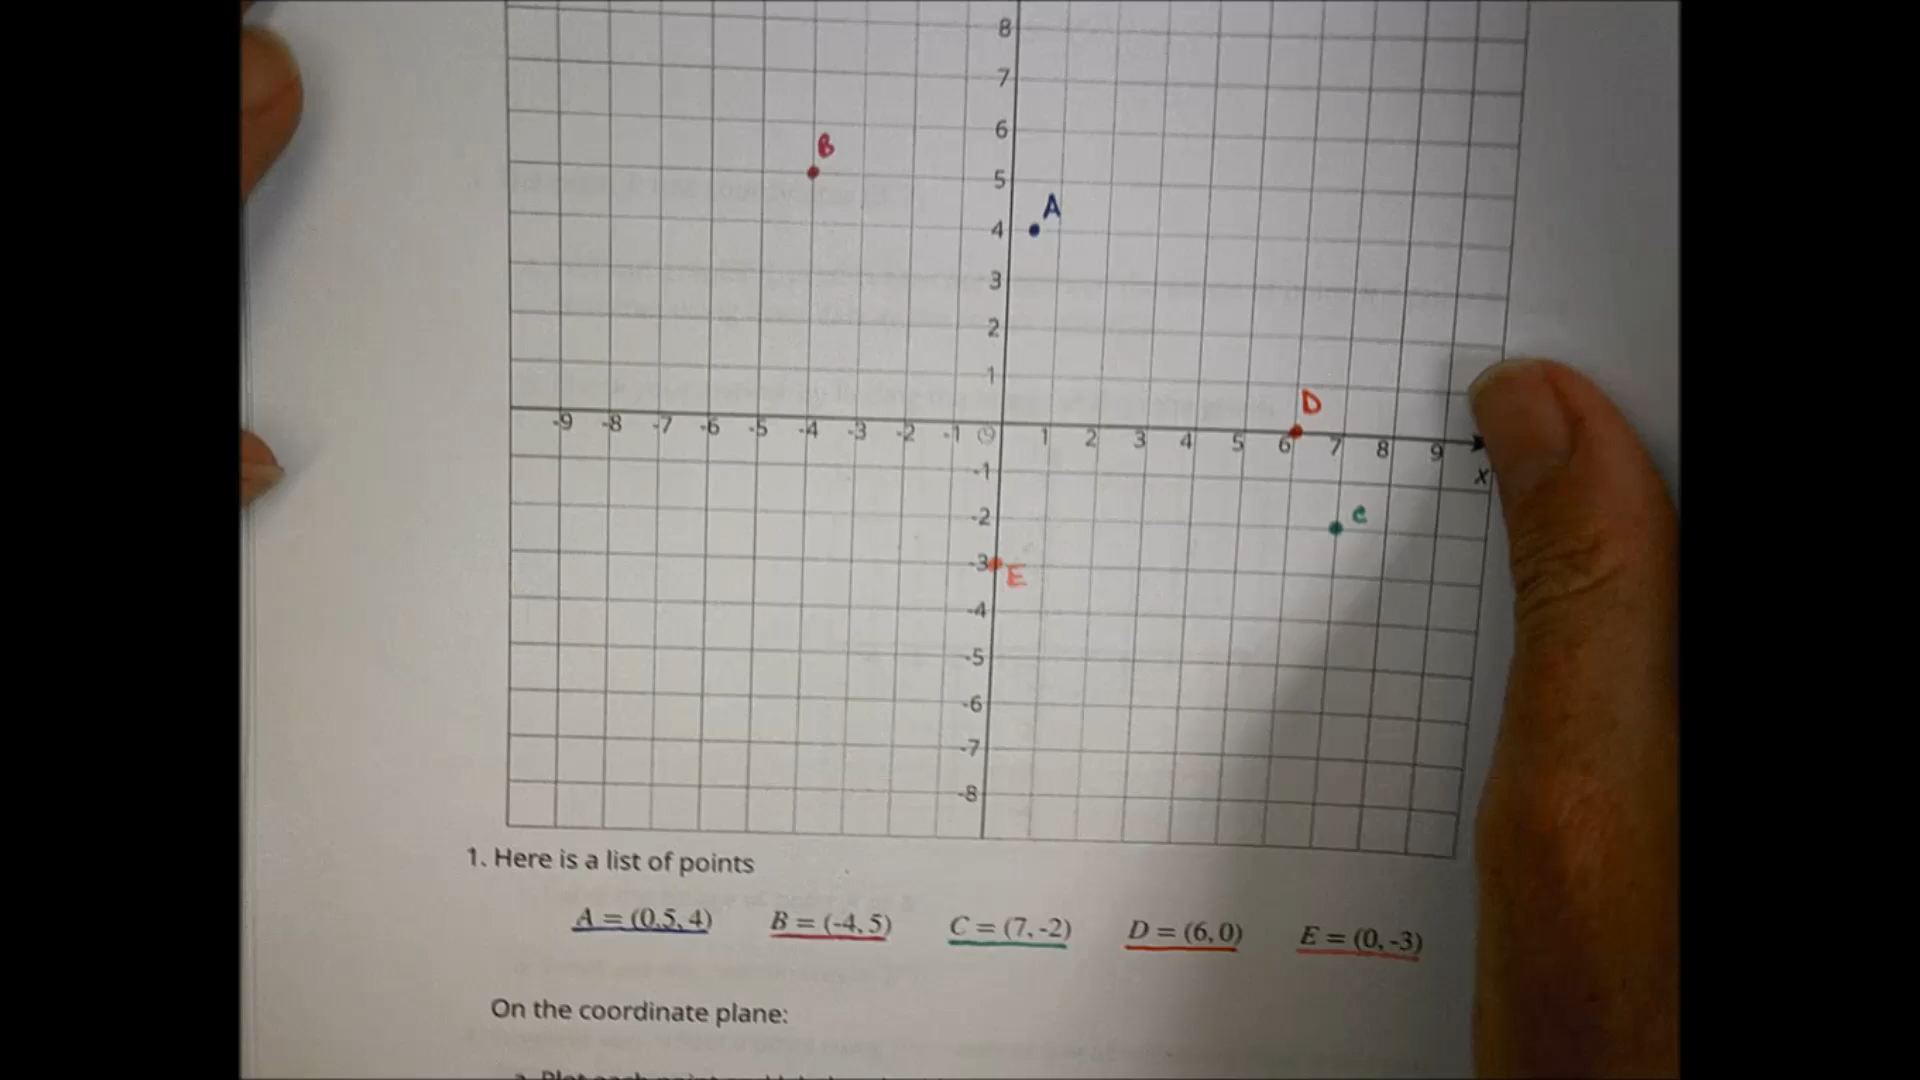 8
7
6
B
5
A
4
3
2
1
D
-9 -8 -7 -6 -5 -4 -3 -2 -1 0 1 2 3 4 5 6 7 8 9
-1
x
-2
C
-3
E
-4
-5
-6
-7
-8
1. Here is a list of points
A = (0.5, 4) B = (-4, 5) C = (7, -2) D = (6, 0) E = (0, -3)
On the coordinate plane: